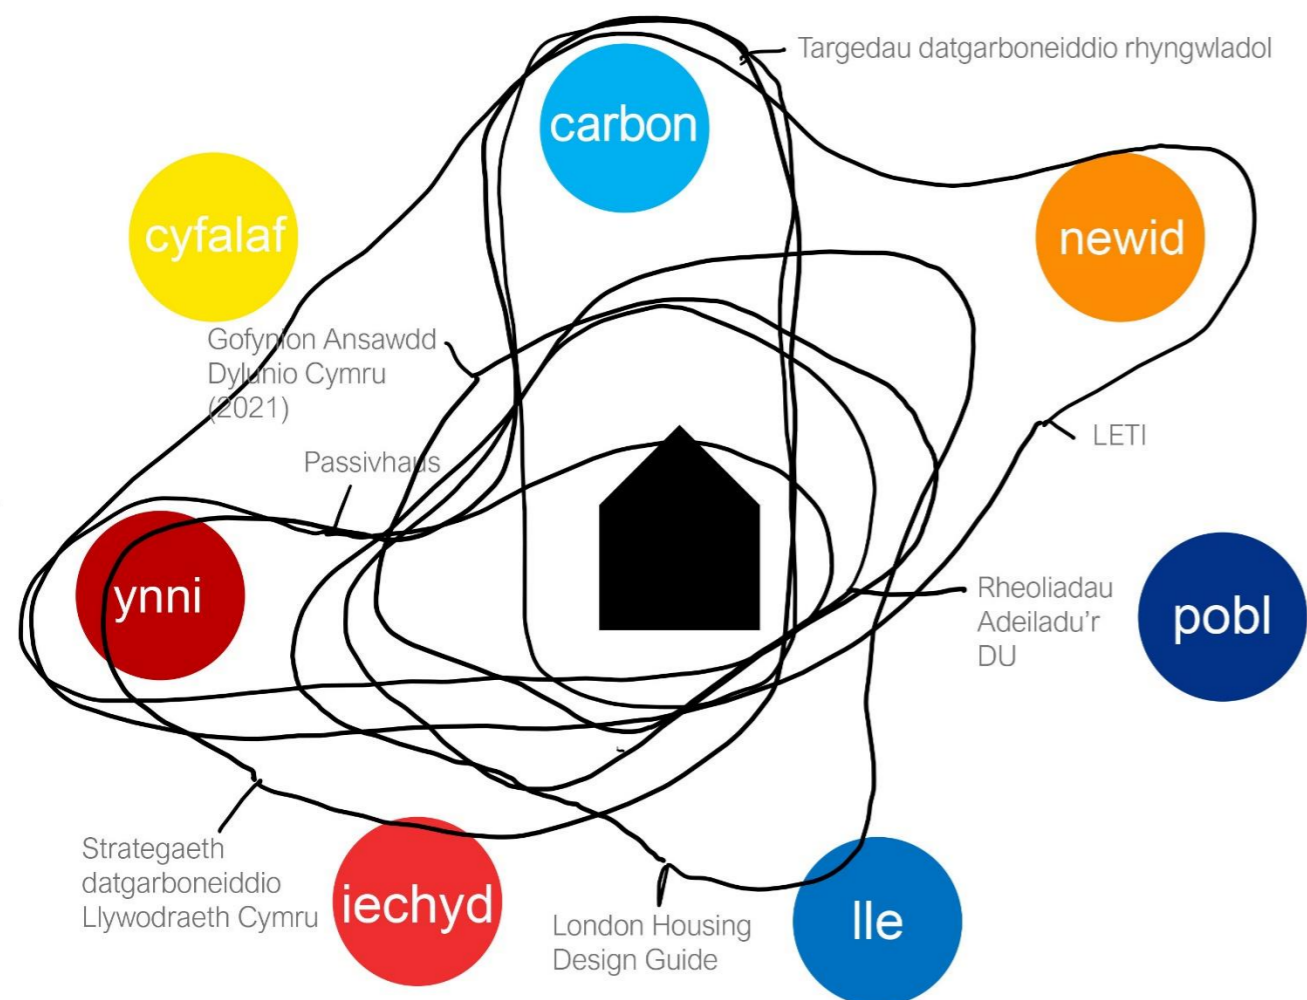 Targedau datgarboneiddio rhyngwladol
carbon
cyfalaf
newid
Gofynion Ansawdd
Dylunio Cymru
(2021)
LETI
Passivhaus
ynni
Rheoliadau
Adeiladu'r
DU
pobl
Strategaeth
datgarboneiddio
Llywodraeth Cymru
iechyd
London Housing
Design Guide
lle